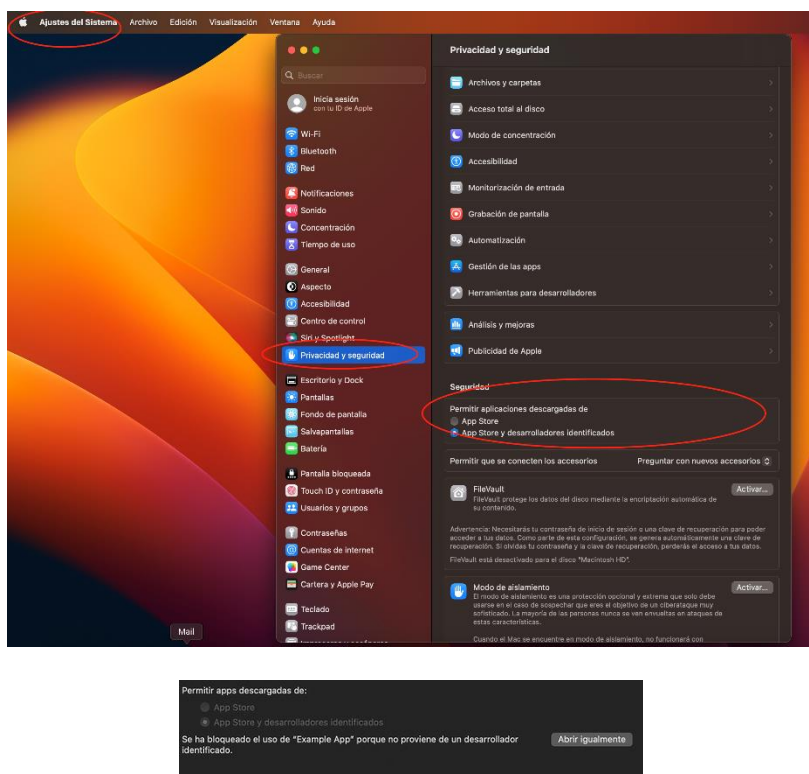 Ajustes del Sistema Archivo Edición Visualización Ventana Ayuda
Buscar
Inicia sesión
con tu ID de Apple
Wi-Fi
Bluetooth
Red
Notificaciones
Sonido
Concentración
Tiempo de uso
General
Aspecto
Accesibilidad
Centro de control
Siri y Spotlight
Privacidad y seguridad
Escritorio y Dock
Pantallas
Fondo de pantalla
Salvapantallas
Batería
Pantalla bloqueada
Touch ID y contraseña
Usuarios y grupos
Contraseñas
Cuentas de internet
Game Center
Cartera y Apple Pay
Teclado
Trackpad
Privacidad y seguridad
Archivos y carpetas
Acceso total al disco
Modo de concentración
Accesibilidad
Monitorización de entrada
Grabación de pantalla
Automatización
Gestión de las apps
Herramientas para desarrolladores
Análisis y mejoras
Publicidad de Apple
Seguridad
Permitir aplicaciones descargadas de
App Store
App Store y desarrolladores identificados
Permitir que se conecten los accesorios Preguntar con nuevos accesorios
FileVault Activar...
FileVault protege los datos del disco mediante la encriptación automática de
su contenido.
Advertencia: Necesitarás tu contraseña de inicio de sesión o una clave de recuperación para poder
acceder a tus datos. Como parte de esta configuración, se genera automáticamente una clave de
recuperación. Si olvidas tu contraseña y la clave de recuperación, perderás el acceso a tus datos.
FileVault está desactivado para el disco "Macintosh HD".
Modo de aislamiento Activar...
El modo de aislamiento es una protección opcional y extrema que solo debe
usarse en el caso de sospechar que eres el objetivo de un ciberataque muy
sofisticado. La mayoría de las personas nunca se ven envueltas en ataques de
estas características.
Cuando el Mac se encuentre en modo de aislamiento, no funcionará con
Mail
Permitir apps descargadas de:
App Store
App Store y desarrolladores identificados
Se ha bloqueado el uso de "Example App" porque no proviene de un desarrollador Abrir igualmente
identificado.